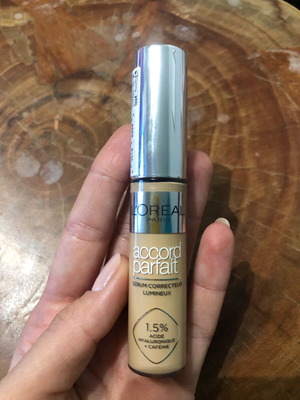 L'ORÉAL
PARIS
accord
parfait
SÉRUM CORRECTEUR
LUMINEUX
1.5%
ACIDE
HYALURONIQUE
+ CAFÉINE